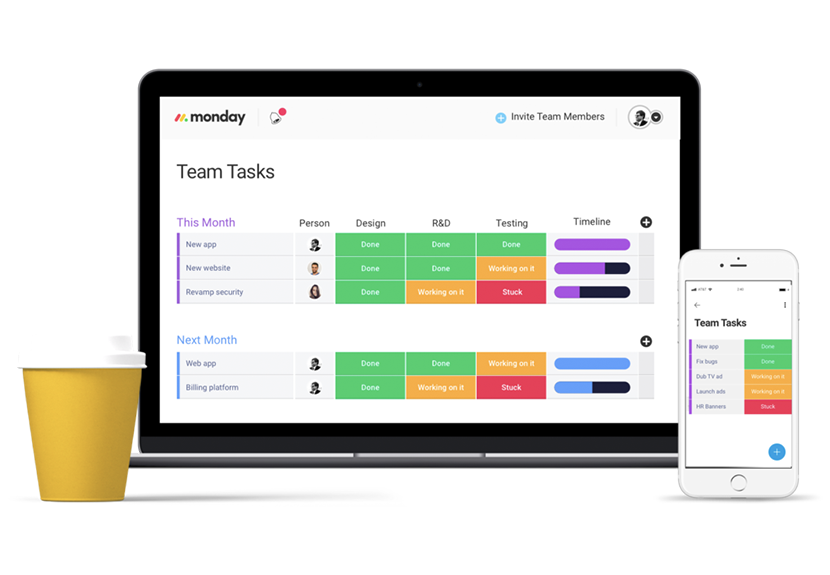 monday
Invite Team Members
Team Tasks
This Month Person Design R&D Testing Timeline
New app Done Done Done
New website Done Done Working on it
Revamp security Done Working on it Stuck
Next Month
Web app Done Done Working on it
Billing platform Done Working on it Stuck
Team Tasks
New app Done
Fix bugs Done
Dub TV ad Working on it
Launch ads Working on it
HR Banners Stuck